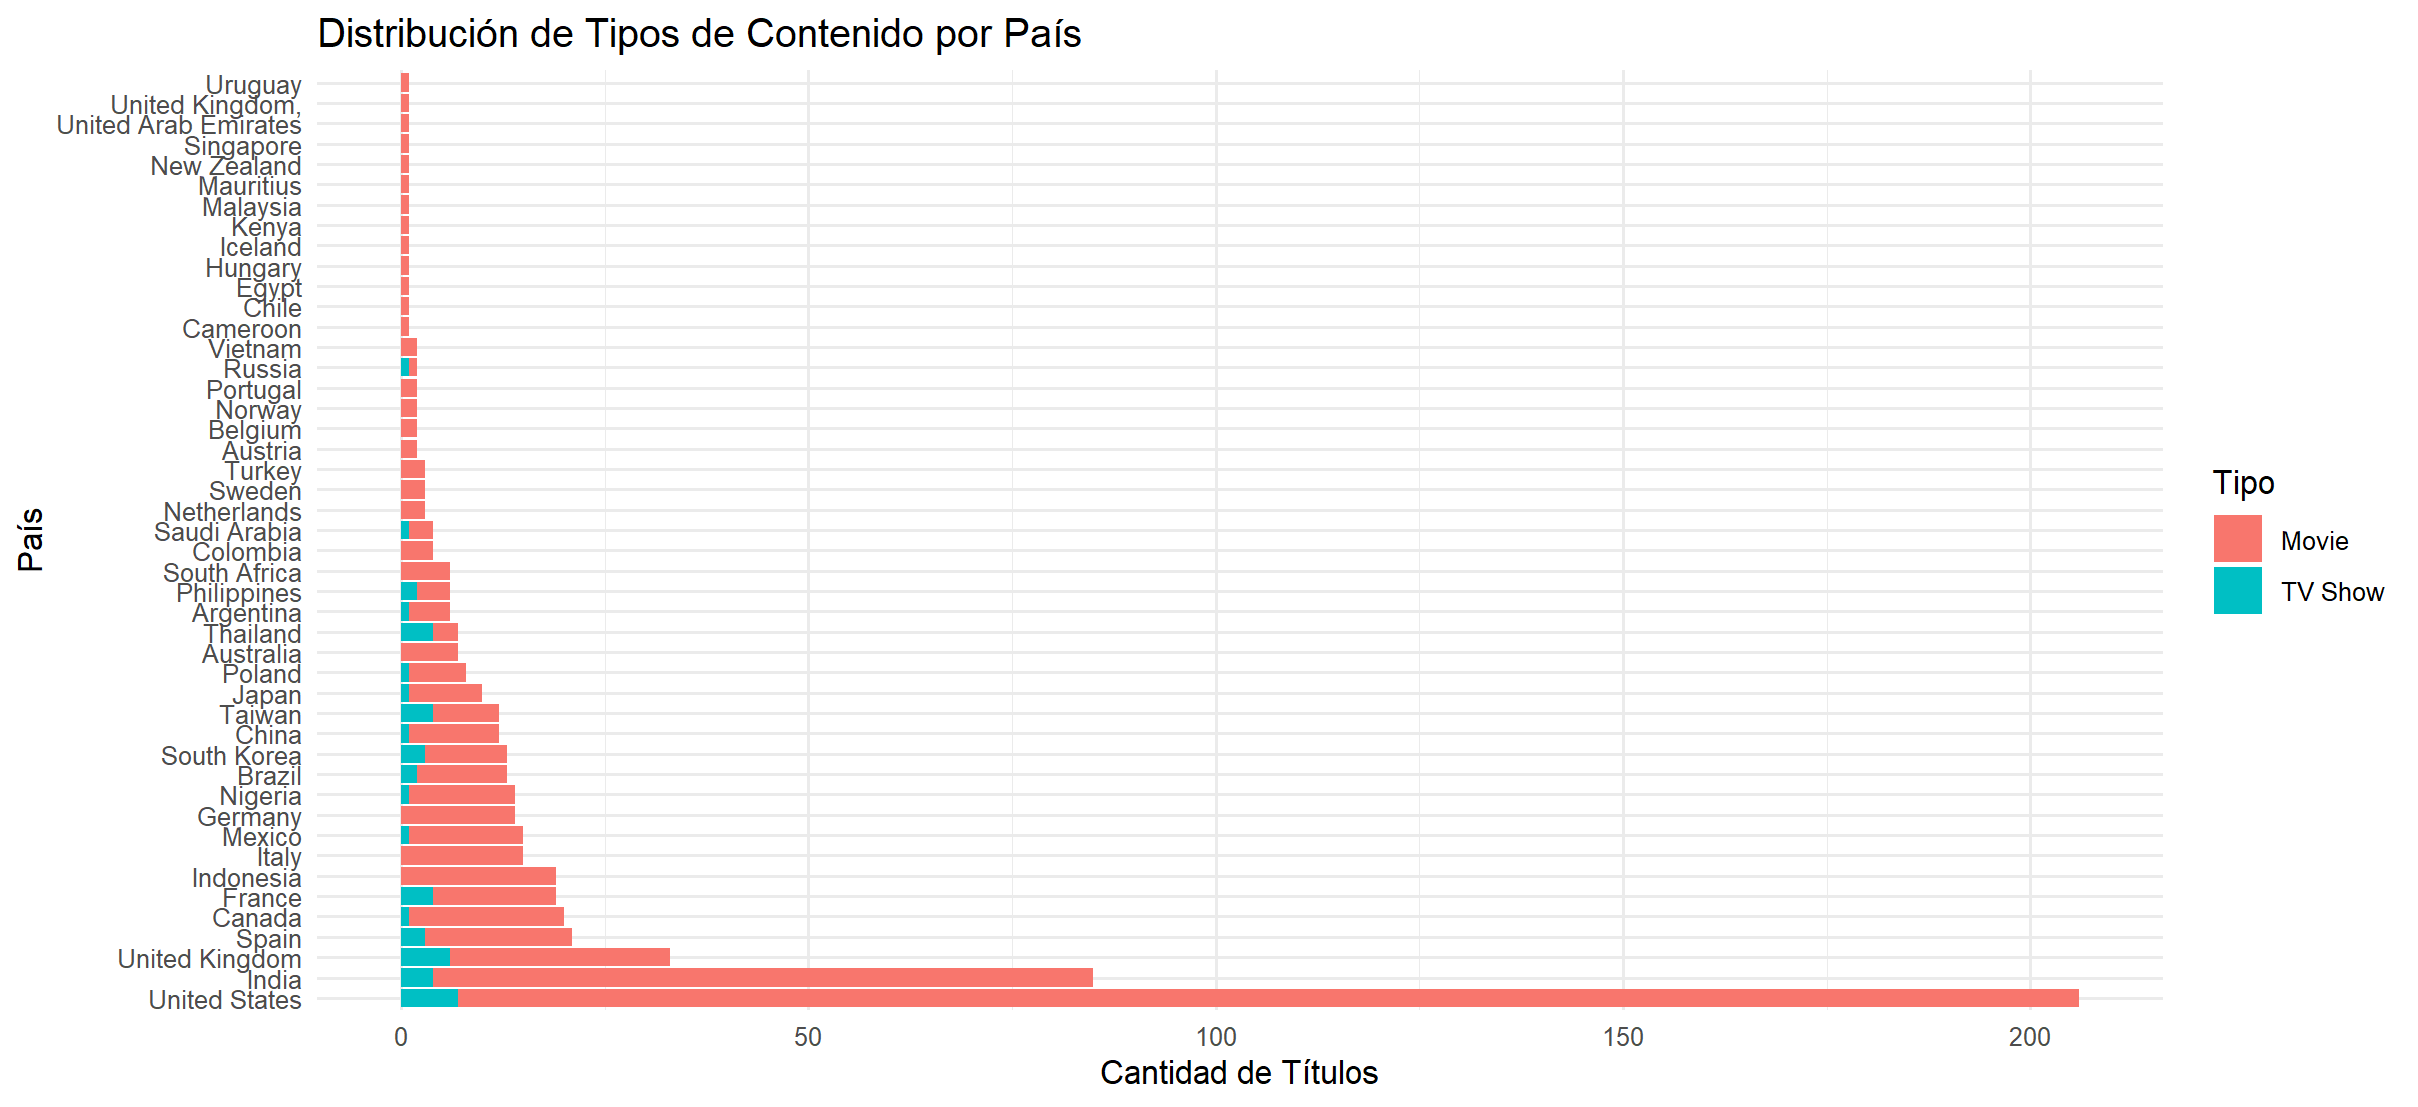 Distribución de Tipos de Contenido por País
País
Uruguay
United Kingdom,
United Arab Emirates
Singapore
New Zealand
Mauritius
Malaysia
Kenya
Iceland
Hungary
Egypt
Chile
Cameroon
Vietnam
Russia
Portugal
Norway
Belgium
Austria
Turkey
Sweden
Netherlands
Saudi Arabia
Colombia
South Africa
Philippines
Argentina
Thailand
Australia
Poland
Japan
Taiwan
China
South Korea
Brazil
Nigeria
Germany
Mexico
Italy
Indonesia
France
Canada
Spain
United Kingdom
India
United States
0 50 100 150 200
Cantidad de Títulos
Tipo
Movie
TV Show